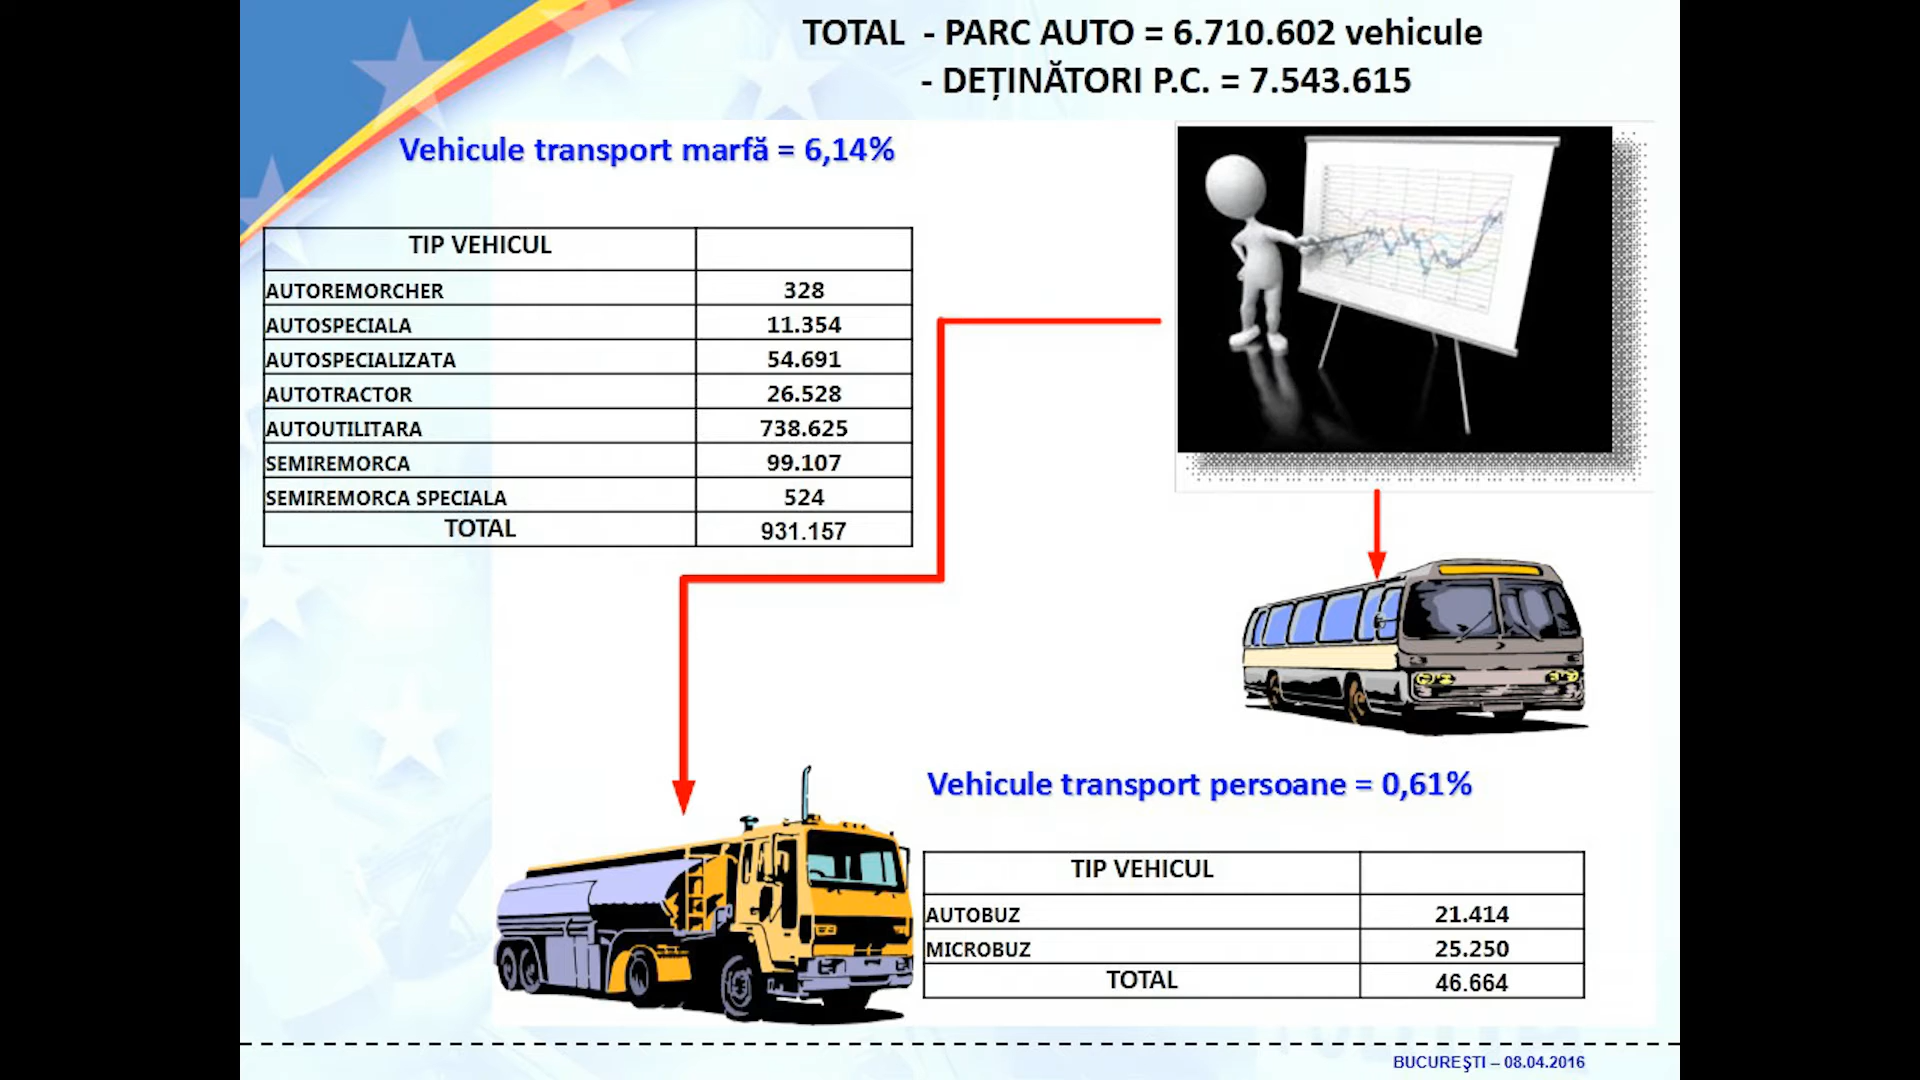 TOTAL - PARC AUTO = 6.710.602 vehicule
- DEȚINĂTORI P.C. = 7.543.615
Vehicule transport marfă = 6,14%
TIP VEHICUL
AUTOREMORCHER 328
AUTOSPECIALA 11.354
AUTOSPECIALIZATA 54.691
AUTOTRACTOR 26.528
AUTOUTILITARA 738.625
SEMIREMORCA 99.107
SEMIREMORCA SPECIALA 524
TOTAL 931.157
Vehicule transport persoane = 0,61%
TIP VEHICUL
AUTOBUZ 21.414
MICROBUZ 25.250
TOTAL 46.664
BUCUREŞTI – 08.04.2016